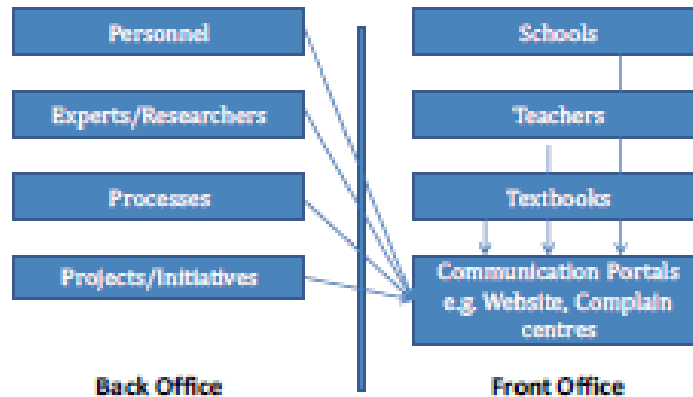 Personnel
Experts/Researchers
Processes
Projects/Initiatives
Back Office
Schools
Teachers
Textbooks
Communication Portals
e.g. Website, Complain
centres
Front Office